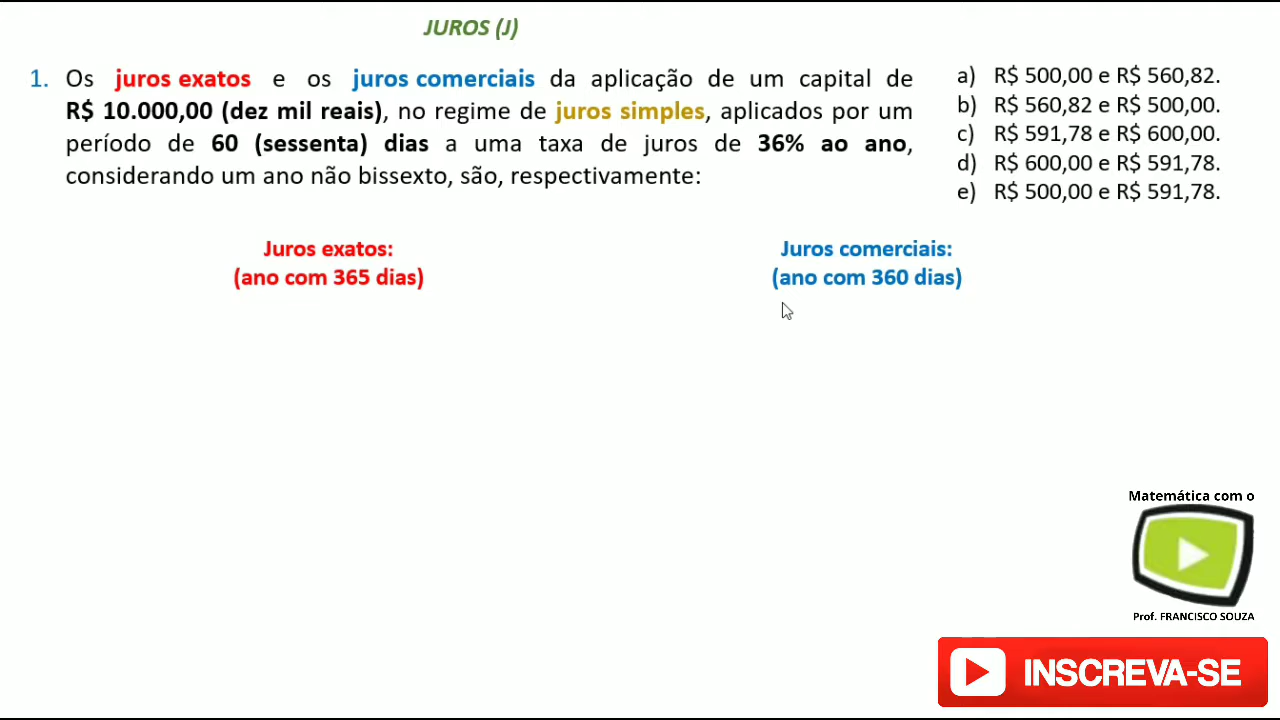 JUROS (J)
1. Os juros exatos e os juros comerciais da aplicação de um capital de
R$ 10.000,00 (dez mil reais), no regime de juros simples, aplicados por um
período de 60 (sessenta) dias a uma taxa de juros de 36% ao ano,
considerando um ano não bissexto, são, respectivamente:
a) R$ 500,00 e R$ 560,82.
b) R$ 560,82 e R$ 500,00.
c) R$ 591,78 e R$ 600,00.
d) R$ 600,00 e R$ 591,78.
e) R$ 500,00 e R$ 591,78.
Juros exatos:
(ano com 365 dias)
Juros comerciais:
(ano com 360 dias)
Matemática com o
Prof. FRANCISCO SOUZA
INSCREVA-SE